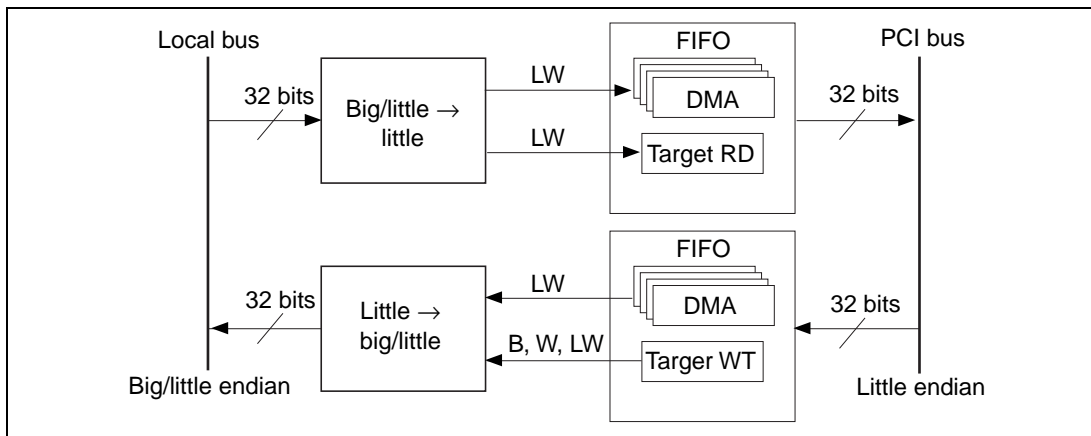 Local bus
FIFO
PCI bus
32 bits
Big/little →
little
LW
LW
DMA
Target RD
32 bits
FIFO
32 bits
Little →
big/little
LW
B, W, LW
DMA
Targer WT
32 bits
Big/little endian
Little endian